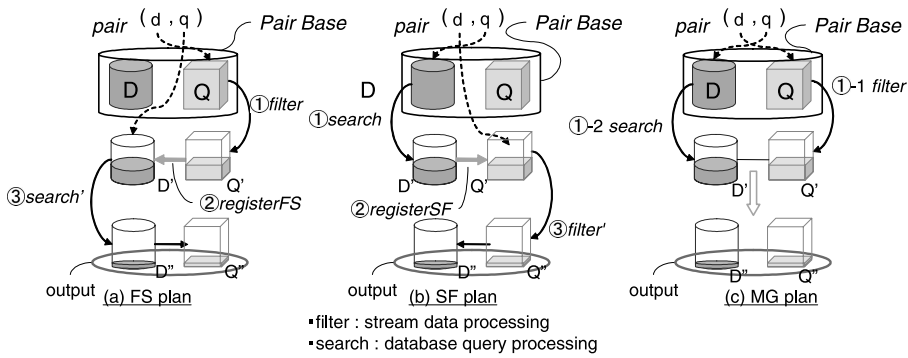 pair (d , q) Pair Base
D Q
①filter
D' Q'
③search' ②registerFS
D" Q"
output
(a) FS plan
pair (d , q) Pair Base
D Q
①search
D' Q'
②registerSF
③filter'
D" Q"
output
(b) SF plan
pair (d , q) Pair Base
D Q
①-1 filter
①-2 search
D' Q'
D" Q"
output
(c) MG plan
▪filter : stream data processing
▪search : database query processing